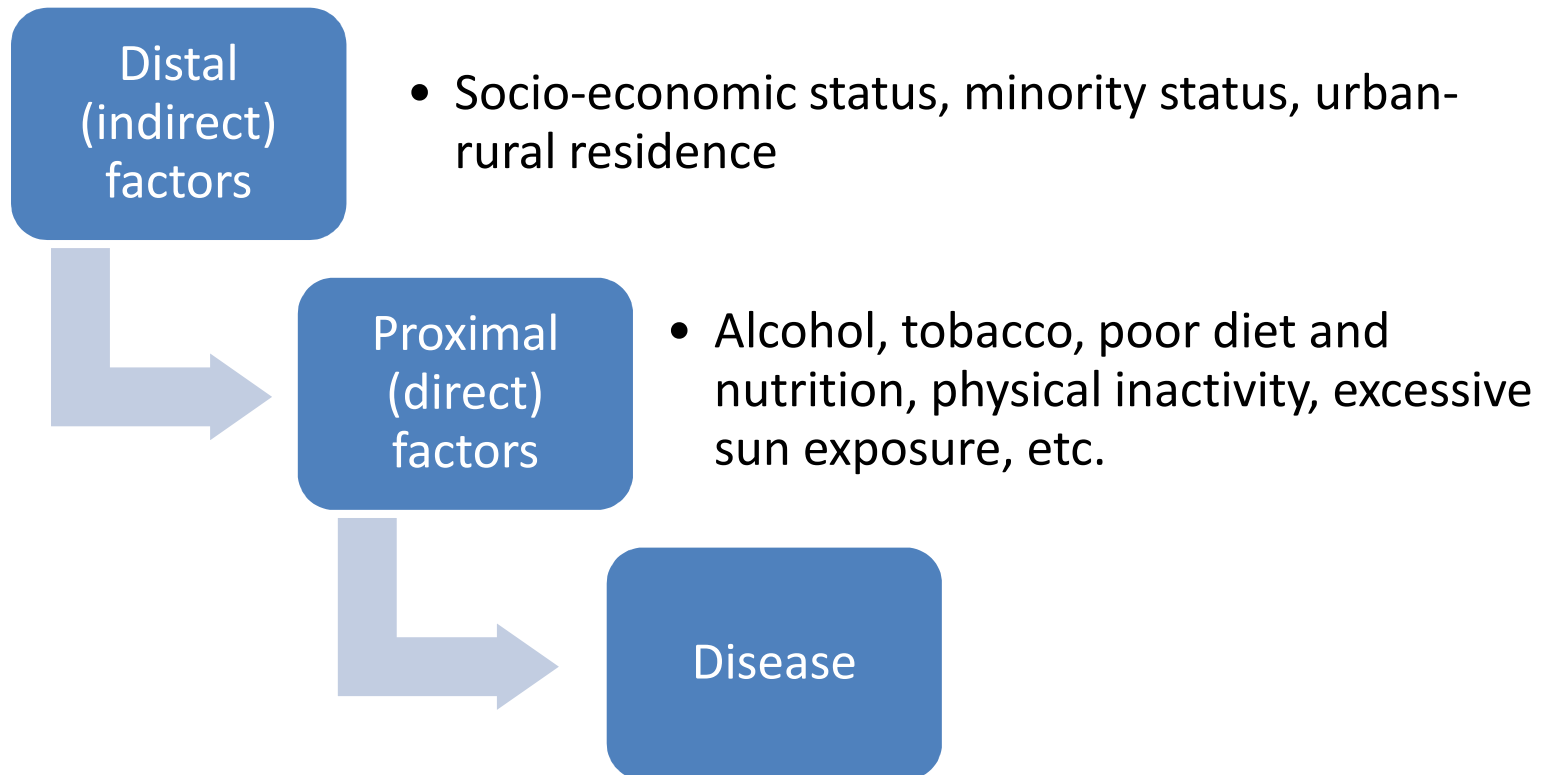 Distal
(indirect)
factors
• Socio-economic status, minority status, urban-
rural residence
Proximal
(direct)
factors
• Alcohol, tobacco, poor diet and
nutrition, physical inactivity, excessive
sun exposure, etc.
Disease